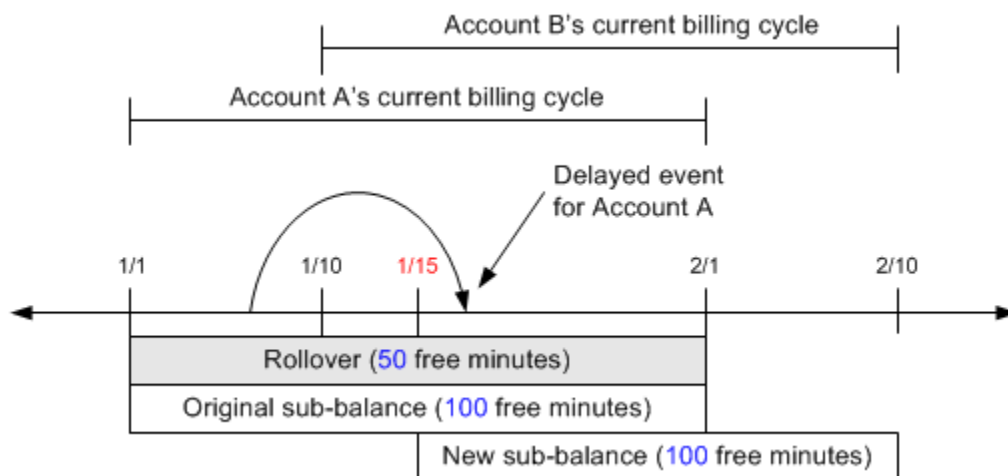 Account B's current billing cycle
Account A's current billing cycle
Delayed event
for Account A
1/1
1/10
1/15
2/1
2/10
Rollover (50 free minutes)
Original sub-balance (100 free minutes)
New sub-balance (100 free minutes)